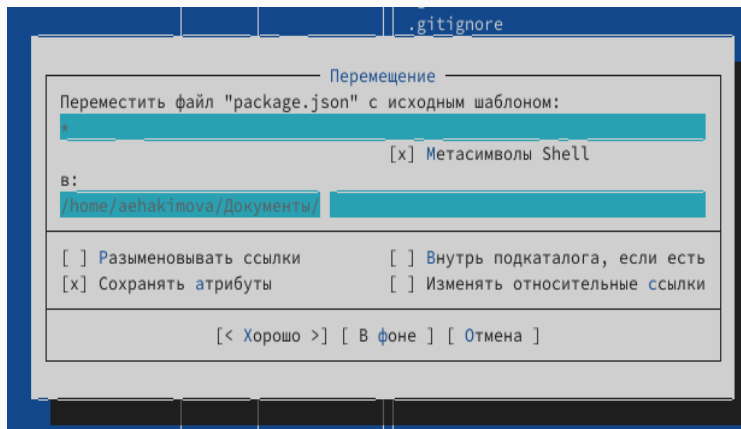 .gitignore
Перемещение
Переместить файл "package.json" с исходным шаблоном:
*
[x] Метасимволы Shell
в:
/home/aehakimova/Документы/
[ ] Разыменовывать ссылки [ ] Внутрь подкаталога, если есть
[x] Сохранять атрибуты [ ] Изменять относительные ссылки
[< Хорошо >] [ В фоне ] [ Отмена ]